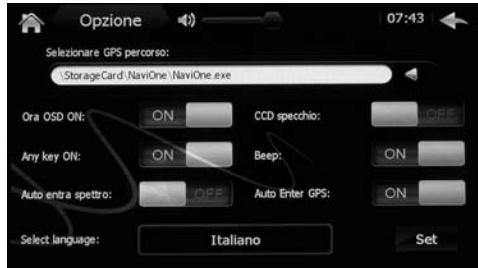 Opzione 07:43
Selezionare GPS percorso:
\StorageCard\NaviOne\NaviOne.exe
Ora OSD ON: ON CCD specchio: OFF
Any key ON: ON Beep: ON
Auto entra spettro: OFF Auto Enter GPS: ON
Select language: Italiano Set